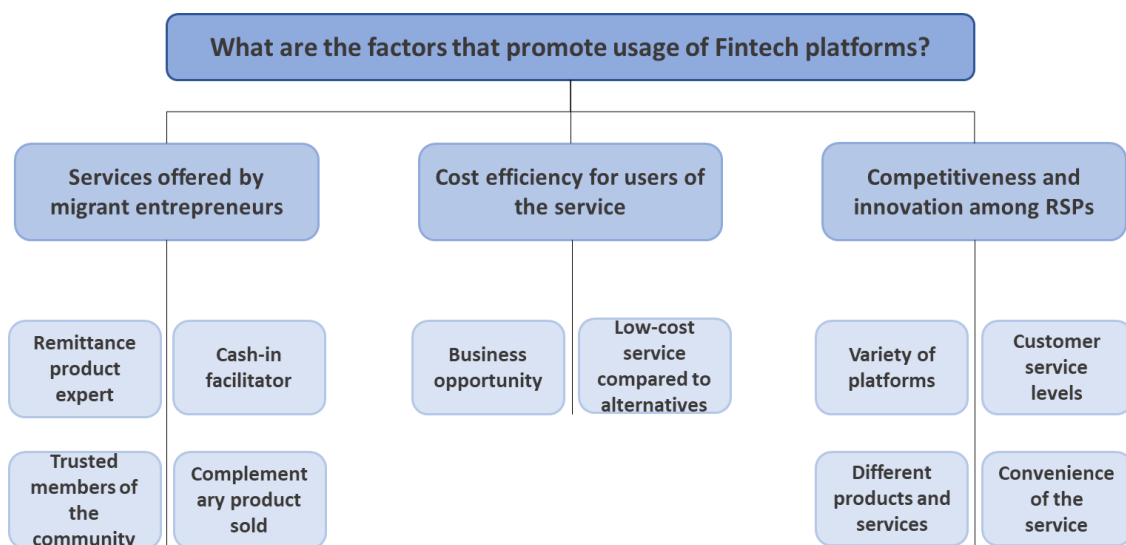 What are the factors that promote usage of Fintech platforms?
Services offered by
migrant entrepreneurs
Cost efficiency for users of
the service
Competitiveness and
innovation among RSPs
Remittance
product
expert
Cash-in
facilitator
Business
opportunity
Low-cost
service
compared to
alternatives
Variety of
platforms
Customer
service
levels
Trusted
members of
the
community
Complement
ary product
sold
Different
products and
services
Convenience
of the
service